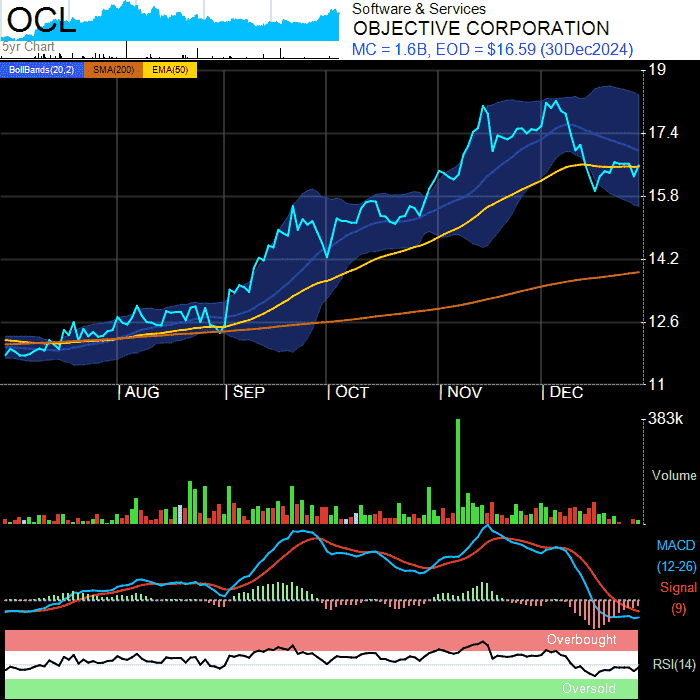 OCL
5yr Chart
Software & Services
OBJECTIVE CORPORATION
MC = 1.6B, EOD = $16.59 (30Dec2024)
BollBands(20,2) SMA(200) EMA(50)
19
17.4
15.8
14.2
12.6
11
AUG SEP OCT NOV DEC
383k
Volume
MACD
(12-26)
Signal
(9)
Overbought
RSI(14)
Oversold